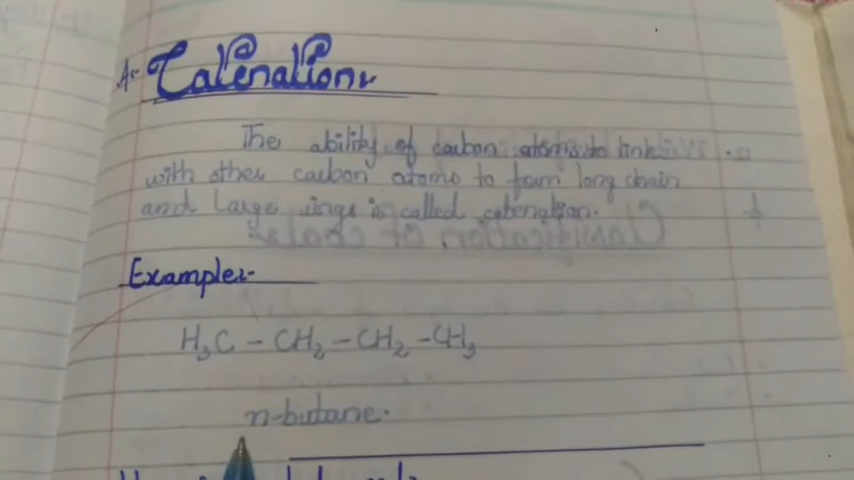 A:- Catenation:
The ability of carbon atoms to link
with other carbon atoms to form long chain
and large rings is called catenation.
Example:-
H₃C - CH₂ - CH₂ - CH₃
n-butane.